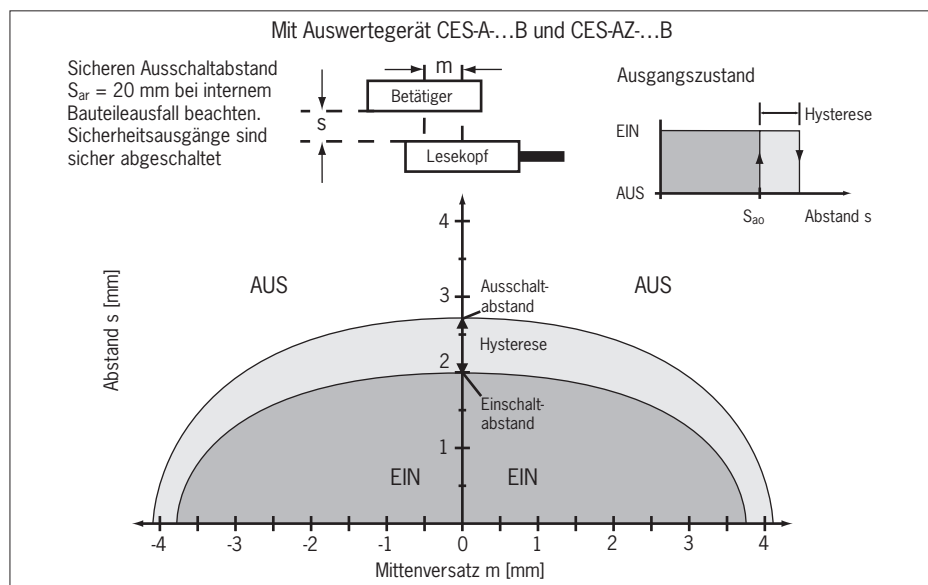 Mit Auswertegerät CES-A-...B und CES-AZ-...B
Sicheren Ausschaltabstand
Sar = 20 mm bei internem
Bauteileausfall beachten.
Sicherheitsausgänge sind
sicher abgeschaltet
m
Betätiger
s
Lesekopf
Ausgangszustand
Hysterese
EIN
AUS
Sao
Abstand s
4
AUS
AUS
3
Ausschalt-
abstand
Hysterese
2
Einschalt-
abstand
1
EIN
EIN
Abstand s [mm]
-4 -3 -2 -1 0 1 2 3 4
Mittenversatz m [mm]